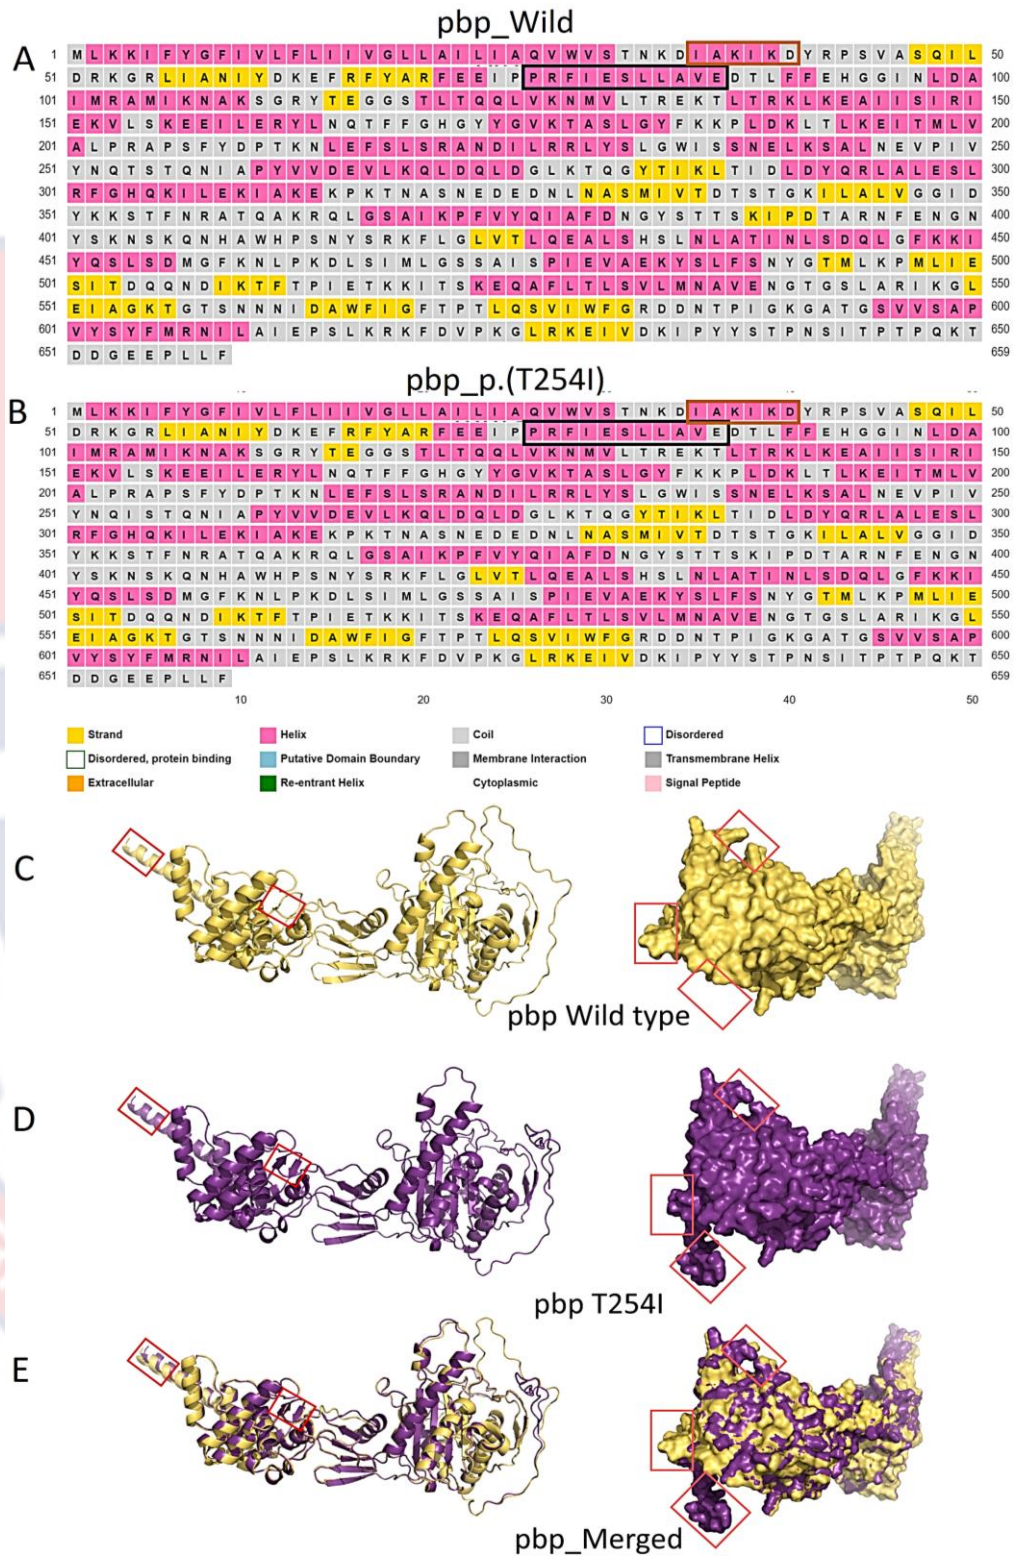 pbp_Wild
A
1 M L K K I F Y G F I V L F L I I V G L L A I L I A Q V W V S T N K D I A K I K D Y R P S V A S Q I L 50
51 D R K G R L I A N I Y D K E F R F Y A R F E E I P P R F I E S L L A V E D T L F F E H G G I N L D A 100
101 I M R A M I K N A K S G R Y T E G G S T L T Q Q L V K N M V L T R E K T L T R K L K E A I I S I R I 150
151 E K V L S K E E I L E R Y L N Q T F F G H G Y Y G V K T A S L G Y F K K P L D K L T L K E I T M L V 200
201 A L P R A P S F Y D P T K N L E F S L S R A N D I L R R L Y S L G W I S S N E L K S A L N E V P I V 250
251 Y N Q T S T Q N I A P Y V V D E V L K Q L D Q L D G L K T Q G Y T I K L T I D L D Y Q R L A L E S L 300
301 R F G H Q K I L E K I A K E K P K T N A S N E D E D N L N A S M I V T D T S T G K I L A L V G G I D 350
351 Y K K S T F N R A T Q A K R Q L G S A I K P F V Y Q I A F D N G Y S T T S K I P D T A R N F E N G N 400
401 Y S K N S K Q N H A W H P S N Y S R K F L G L V T L Q E A L S H S L N L A T I N L S D Q L G F K K I 450
451 Y Q S L S D M G F K N L P K D L S I M L G S S A I S P I E V A E K Y S L F S N Y G T M L K P M L I E 500
501 S I T D Q Q N D I K T F T P I E T K K I T S K E Q A F L T L S V L M N A V E N G T G S L A R I K G L 550
551 E I A G K T G T S N N N I D A W F I G F T P T L Q S V I W F G R D D N T P I G K G A T G S V V S A P 600
601 V Y S Y F M R N I L A I E P S L K R K F D V P K G L R K E I V D K I P Y Y S T P N S I T P T P Q K T 650
651 D D G E E P L L F 659
pbp_p.(T254I)
B
1 M L K K I F Y G F I V L F L I I V G L L A I L I A Q V W V S T N K D I A K I K D Y R P S V A S Q I L 50
51 D R K G R L I A N I Y D K E F R F Y A R F E E I P P R F I E S L L A V E D T L F F E H G G I N L D A 100
101 I M R A M I K N A K S G R Y T E G G S T L T Q Q L V K N M V L T R E K T L T R K L K E A I I S I R I 150
151 E K V L S K E E I L E R Y L N Q T F F G H G Y Y G V K T A S L G Y F K K P L D K L T L K E I T M L V 200
201 A L P R A P S F Y D P T K N L E F S L S R A N D I L R R L Y S L G W I S S N E L K S A L N E V P I V 250
251 Y N Q I S T Q N I A P Y V V D E V L K Q L D Q L D G L K T Q G Y T I K L T I D L D Y Q R L A L E S L 300
301 R F G H Q K I L E K I A K E K P K T N A S N E D E D N L N A S M I V T D T S T G K I L A L V G G I D 350
351 Y K K S T F N R A T Q A K R Q L G S A I K P F V Y Q I A F D N G Y S T T S K I P D T A R N F E N G N 400
401 Y S K N S K Q N H A W H P S N Y S R K F L G L V T L Q E A L S H S L N L A T I N L S D Q L G F K K I 450
451 Y Q S L S D M G F K N L P K D L S I M L G S S A I S P I E V A E K Y S L F S N Y G T M L K P M L I E 500
501 S I T D Q Q N D I K T F T P I E T K K I T S K E Q A F L T L S V L M N A V E N G T G S L A R I K G L 550
551 E I A G K T G T S N N N I D A W F I G F T P T L Q S V I W F G R D D N T P I G K G A T G S V V S A P 600
601 V Y S Y F M R N I L A I E P S L K R K F D V P K G L R K E I V D K I P Y Y S T P N S I T P T P Q K T 650
651 D D G E E P L L F 659
10 20 30 40 50
Strand Helix Coil Disordered
Disordered, protein binding Putative Domain Boundary Membrane Interaction Transmembrane Helix
Extracellular Re-entrant Helix Cytoplasmic Signal Peptide
C
pbp Wild type
D
pbp T254I
E
pbp_Merged